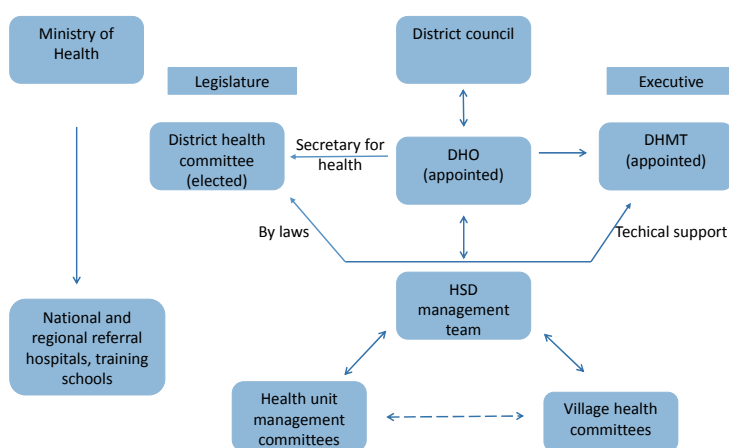 Ministry of
Health
District council
Legislature
Executive
District health
committee
(elected)
Secretary for
health
DHO
(appointed)
DHMT
(appointed)
By laws
Techical support
HSD
management
team
National and
regional referral
hospitals, training
schools
Health unit
management
committees
Village health
committees